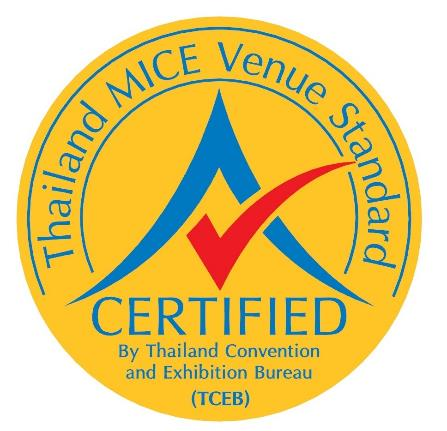 Thailand MICE Venue Standard
CERTIFIED
By Thailand Convention
and Exhibition Bureau
(TCEB)